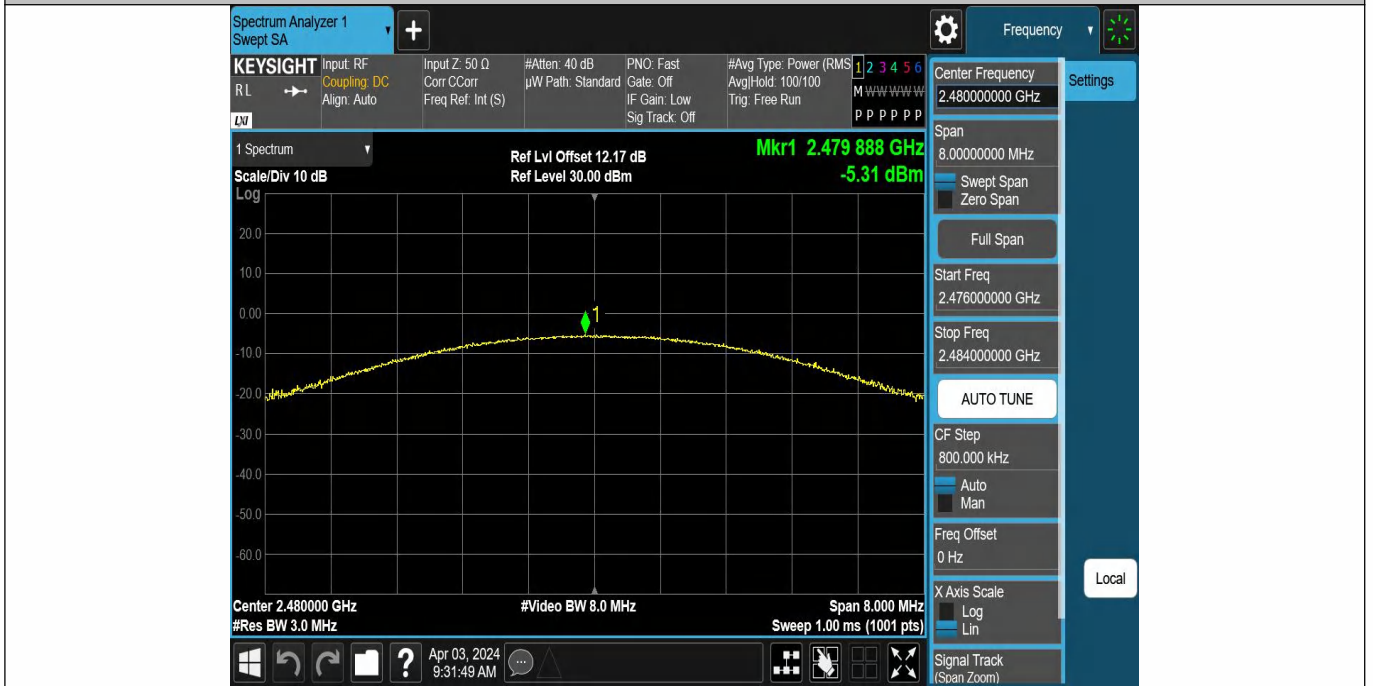 Spectrum Analyzer 1
Swept SA
+
Frequency
KEYSIGHT
R L
LXI
Input: RF
Coupling: DC
Align: Auto
Input Z: 50 Ω
Corr CCorr
Freq Ref: Int (S)
#Atten: 40 dB
µW Path: Standard
PNO: Fast
Gate: Off
IF Gain: Low
Sig Track: Off
#Avg Type: Power (RMS
Avg|Hold: 100/100
Trig: Free Run
1 2 3 4 5 6
M W W W W W
P P P P P P
1 Spectrum
Scale/Div 10 dB
Log
Ref Lvl Offset 12.17 dB
Ref Level 30.00 dBm
Mkr1 2.479 888 GHz
-5.31 dBm
20.0
10.0
0.00
-10.0
-20.0
-30.0
-40.0
-50.0
-60.0
1
Center 2.480000 GHz
#Res BW 3.0 MHz
#Video BW 8.0 MHz
Span 8.000 MHz
Sweep 1.00 ms (1001 pts)
Center Frequency
2.480000000 GHz
Settings
Span
8.00000000 MHz
Swept Span
Zero Span
Full Span
Start Freq
2.476000000 GHz
Stop Freq
2.484000000 GHz
AUTO TUNE
CF Step
800.000 kHz
Auto
Man
Freq Offset
0 Hz
Local
X Axis Scale
Log
Lin
Signal Track
(Span Zoom)
?
Apr 03, 2024
9:31:49 AM